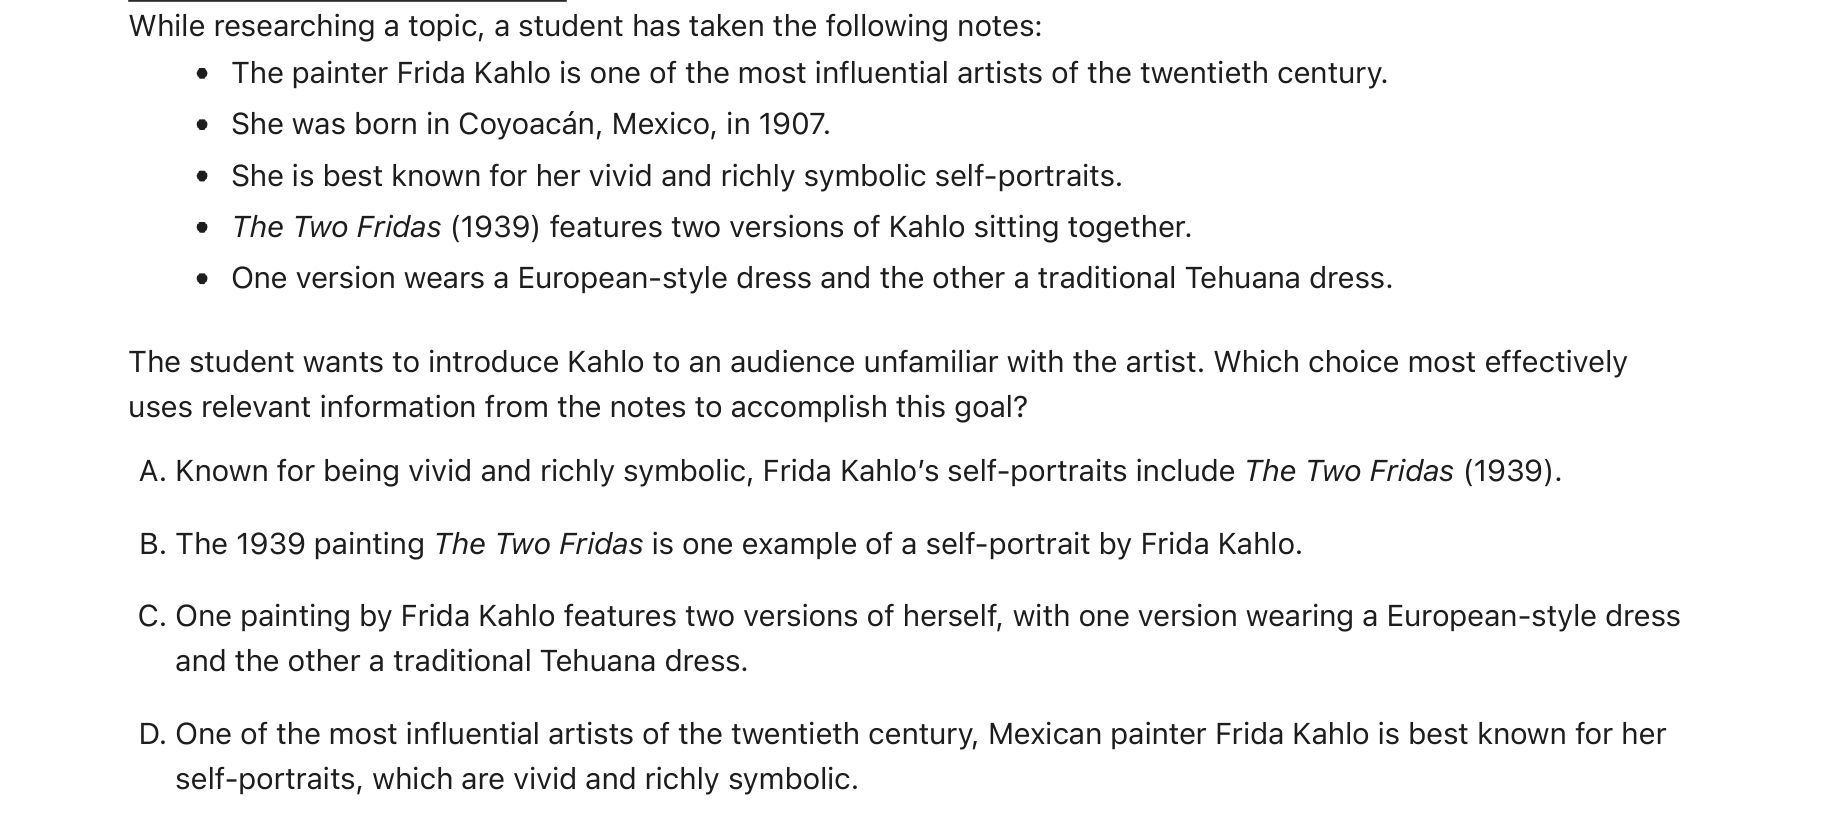 While researching a topic, a student has taken the following notes:
• The painter Frida Kahlo is one of the most influential artists of the twentieth century.
• She was born in Coyoacán, Mexico, in 1907.
• She is best known for her vivid and richly symbolic self-portraits.
• The Two Fridas (1939) features two versions of Kahlo sitting together.
• One version wears a European-style dress and the other a traditional Tehuana dress.
The student wants to introduce Kahlo to an audience unfamiliar with the artist. Which choice most effectively
uses relevant information from the notes to accomplish this goal?
A. Known for being vivid and richly symbolic, Frida Kahlo’s self-portraits include The Two Fridas (1939).
B. The 1939 painting The Two Fridas is one example of a self-portrait by Frida Kahlo.
C. One painting by Frida Kahlo features two versions of herself, with one version wearing a European-style dress
and the other a traditional Tehuana dress.
D. One of the most influential artists of the twentieth century, Mexican painter Frida Kahlo is best known for her
self-portraits, which are vivid and richly symbolic.